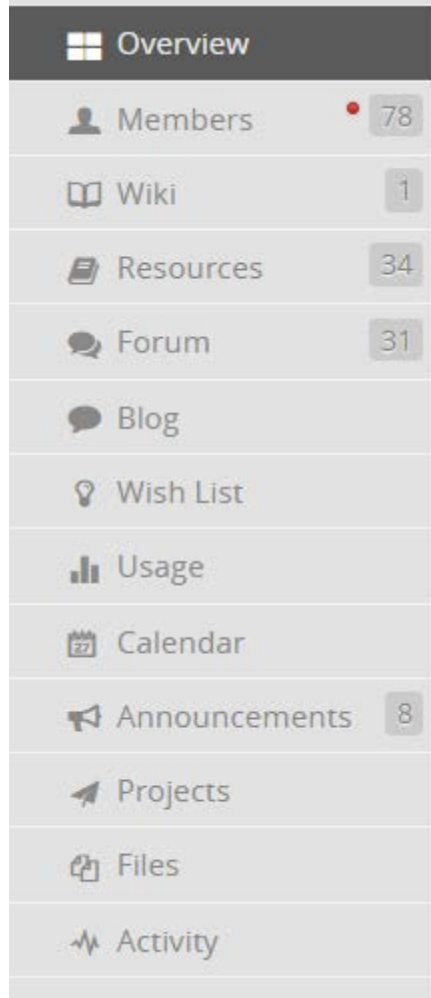 Overview
Members 78
Wiki 1
Resources 34
Forum 31
Blog
Wish List
Usage
27 Calendar
Announcements 8
Projects
Files
Activity